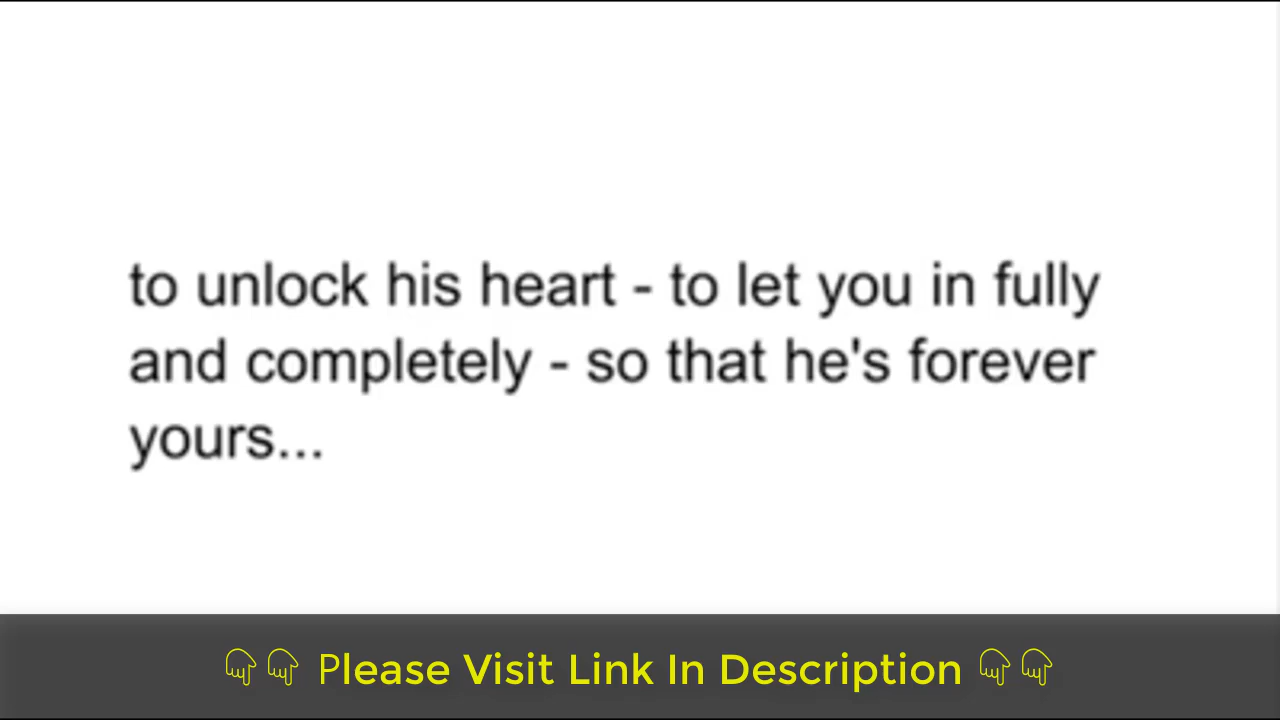 to unlock his heart - to let you in fully
and completely - so that he's forever
yours...
👇👇 Please Visit Link In Description 👇👇